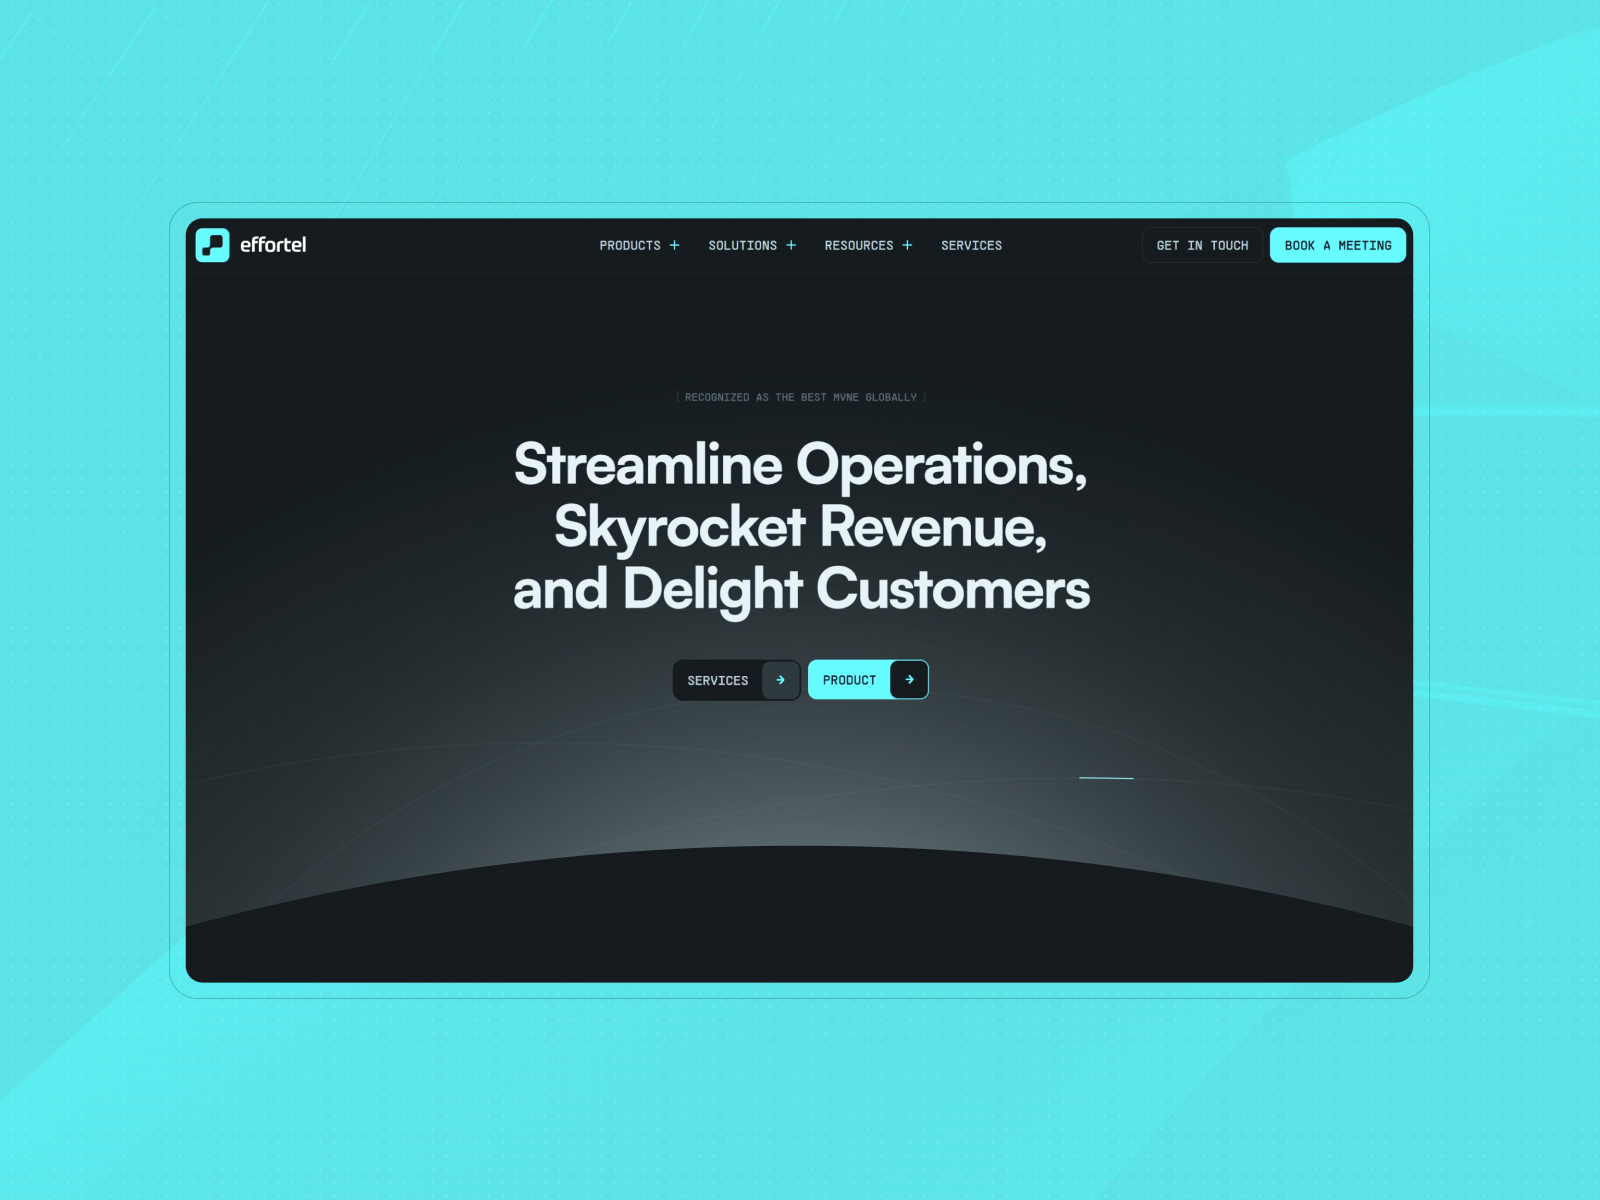 effortel
PRODUCTS +
SOLUTIONS +
RESOURCES +
SERVICES
GET IN TOUCH
BOOK A MEETING
[ RECOGNIZED AS THE BEST MVNE GLOBALLY ]
Streamline Operations,
Skyrocket Revenue,
and Delight Customers
SERVICES →
PRODUCT →